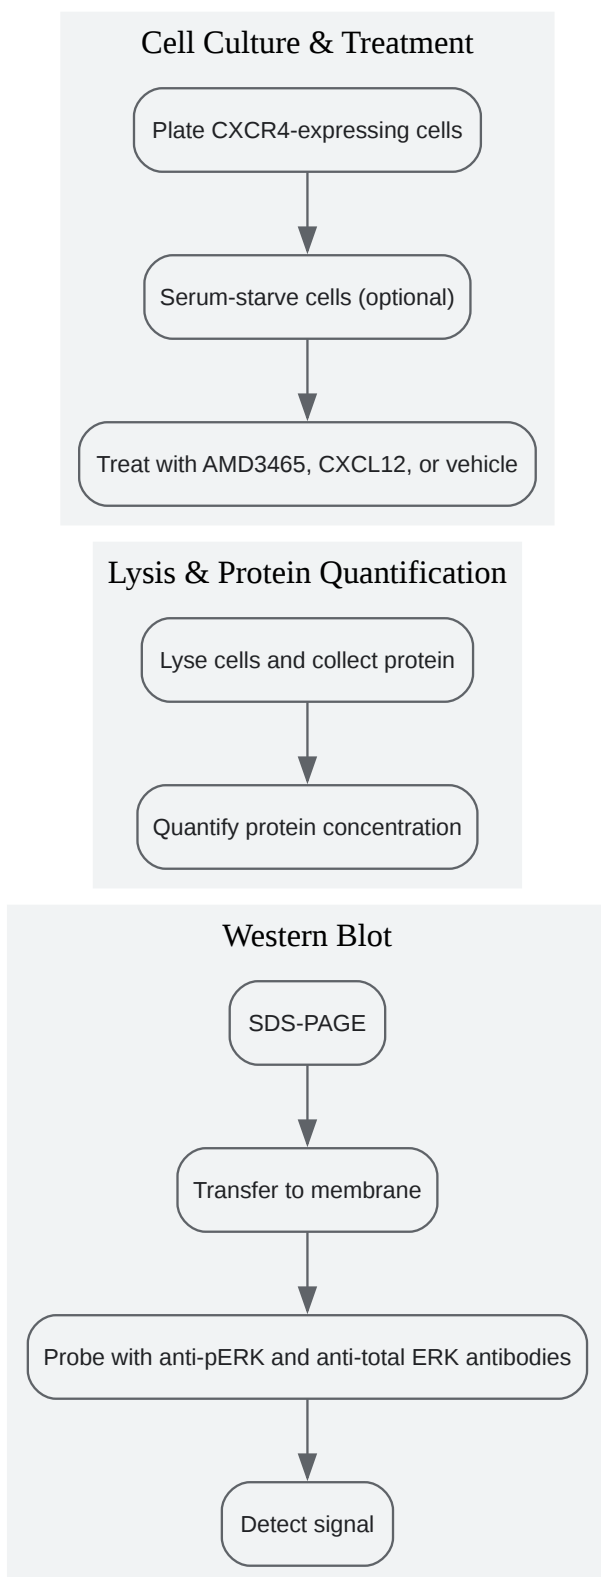 Cell Culture & Treatment
Plate CXCR4-expressing cells
Serum-starve cells (optional)
Treat with AMD3465, CXCL12, or vehicle
Lysis & Protein Quantification
Lyse cells and collect protein
Quantify protein concentration
Western Blot
SDS-PAGE
Transfer to membrane
Probe with anti-pERK and anti-total ERK antibodies
Detect signal